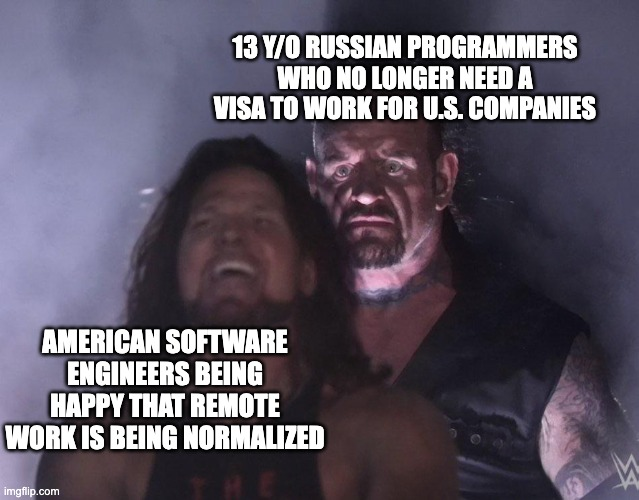 13 Y/O RUSSIAN PROGRAMMERS
WHO NO LONGER NEED A
VISA TO WORK FOR U.S. COMPANIES
AMERICAN SOFTWARE
ENGINEERS BEING
HAPPY THAT REMOTE
WORK IS BEING NORMALIZED
THE
imgflip.com